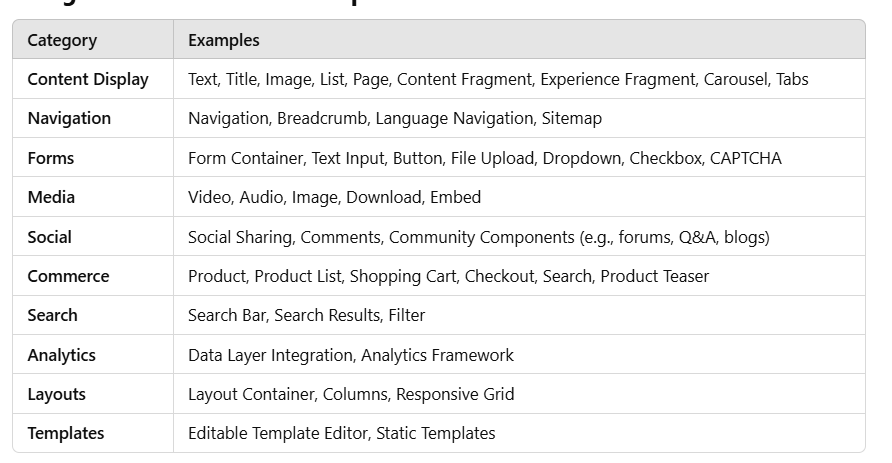 Category Examples
Content Display Text, Title, Image, List, Page, Content Fragment, Experience Fragment, Carousel, Tabs
Navigation Navigation, Breadcrumb, Language Navigation, Sitemap
Forms Form Container, Text Input, Button, File Upload, Dropdown, Checkbox, CAPTCHA
Media Video, Audio, Image, Download, Embed
Social Social Sharing, Comments, Community Components (e.g., forums, Q&A, blogs)
Commerce Product, Product List, Shopping Cart, Checkout, Search, Product Teaser
Search Search Bar, Search Results, Filter
Analytics Data Layer Integration, Analytics Framework
Layouts Layout Container, Columns, Responsive Grid
Templates Editable Template Editor, Static Templates